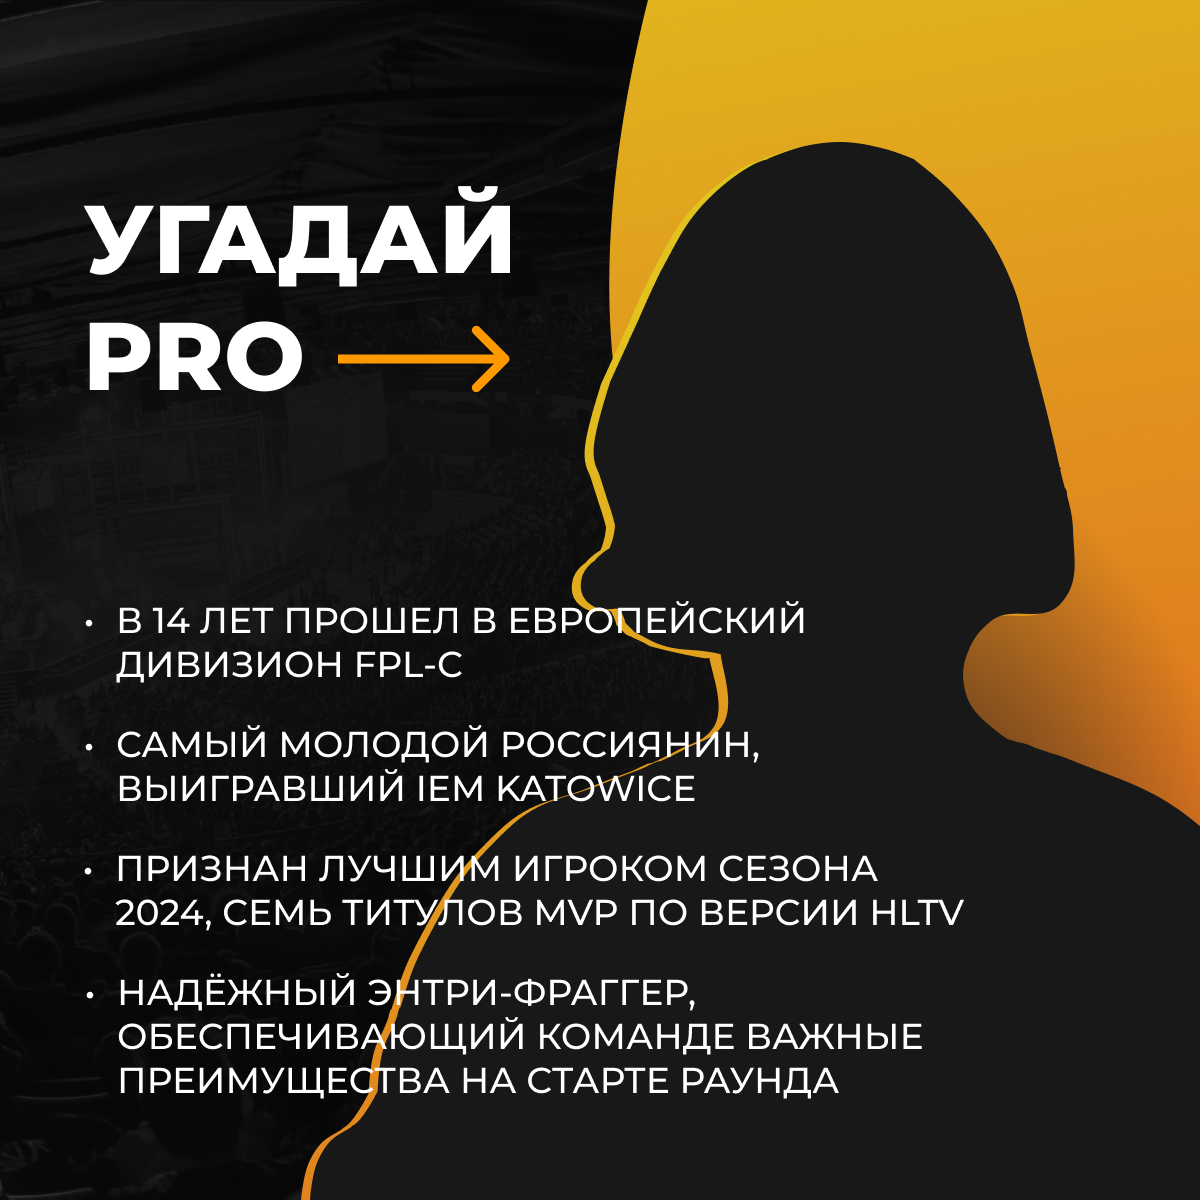 УГАДАЙ
PRO
• В 14 ЛЕТ ПРОШЕЛ В ЕВРОПЕЙСКИЙ
ДИВИЗИОН FPL-C
• САМЫЙ МОЛОДОЙ РОССИЯНИН,
ВЫИГРАВШИЙ IEM KATOWICE
• ПРИЗНАН ЛУЧШИМ ИГРОКОМ СЕЗОНА
2024, СЕМЬ ТИТУЛОВ MVP ПО ВЕРСИИ HLTV
• НАДЁЖНЫЙ ЭНТРИ-ФРАГГЕР,
ОБЕСПЕЧИВАЮЩИЙ КОМАНДЕ ВАЖНЫЕ
ПРЕИМУЩЕСТВА НА СТАРТЕ РАУНДА